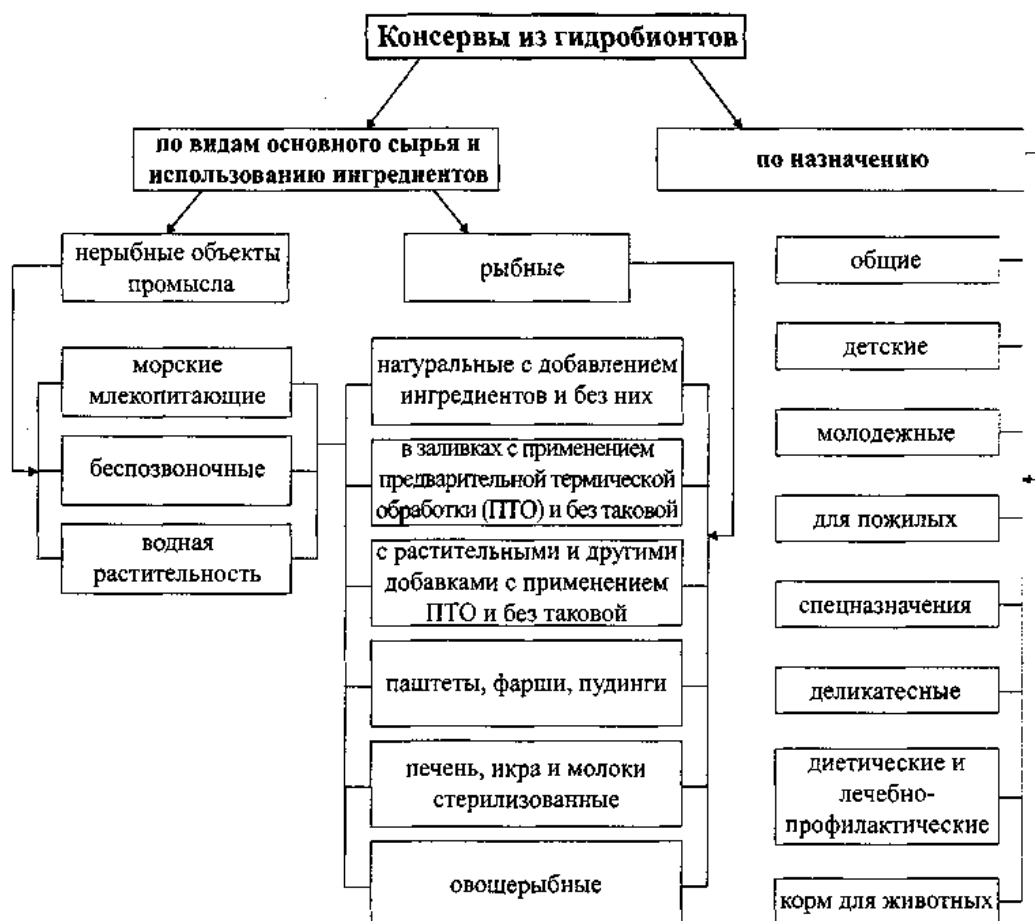 Консервы из гидробионтов
по видам основного сырья и
использованию ингредиентов
по назначению
нерыбные объекты
промысла
рыбные
общие
морские
млекопитающие
натуральные с добавлением
ингредиентов и без них
детские
беспозвоночные
в заливках с применением
предварительной термической
обработки (ПТО) и без таковой
молодежные
водная
растительность
с растительными и другими
добавками с применением
ПТО и без таковой
для пожилых
спецназначения
паштеты, фарши, пудинги
деликатесные
печень, икра и молоки
стерилизованные
диетические и
лечебно-
профилактические
овощерыбные
корм для животных